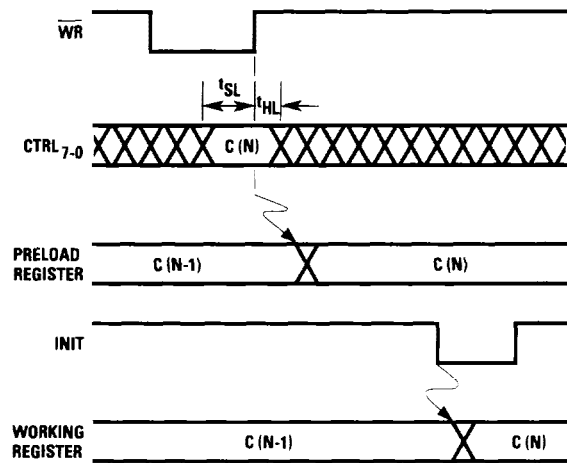 WR
tSL
tHL
CTRL7-0
C (N)
PRELOAD
REGISTER
C (N-1)
C (N)
INIT
WORKING
REGISTER
C (N-1)
C (N)